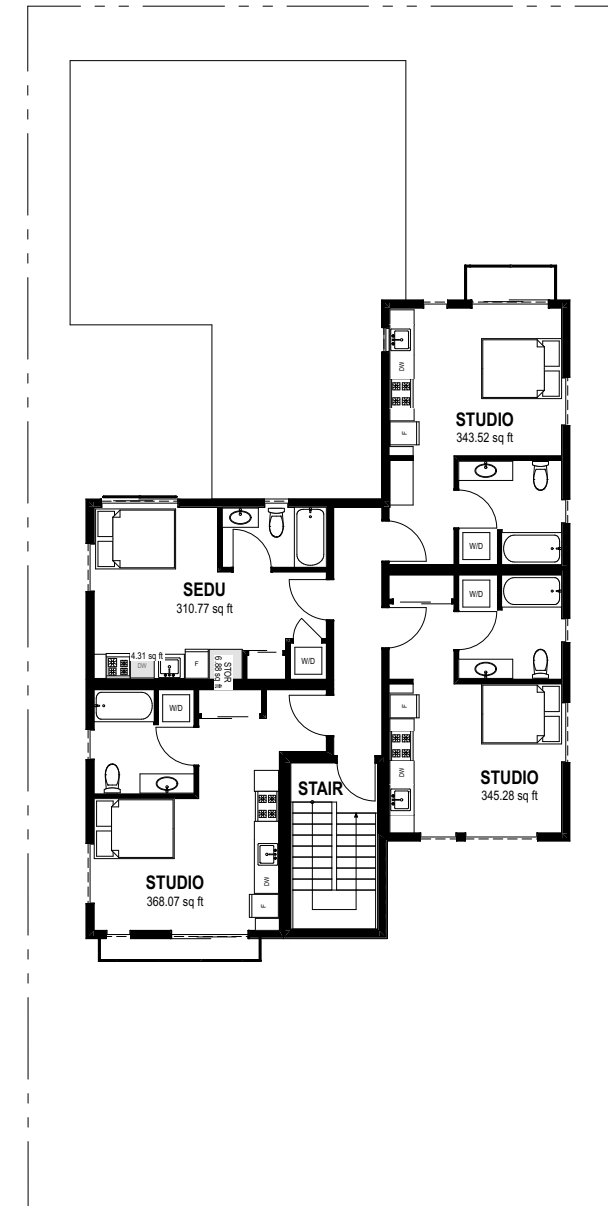 DW
F
STUDIO
343.52 sq ft
W/D
SEDU
310.77 sq ft
W/D
W/D
4.31 sq ft
DW
F
STOR
6.88 sq ft
W/D
F
DW
STAIR
STUDIO
345.28 sq ft
STUDIO
368.07 sq ft
DW
F